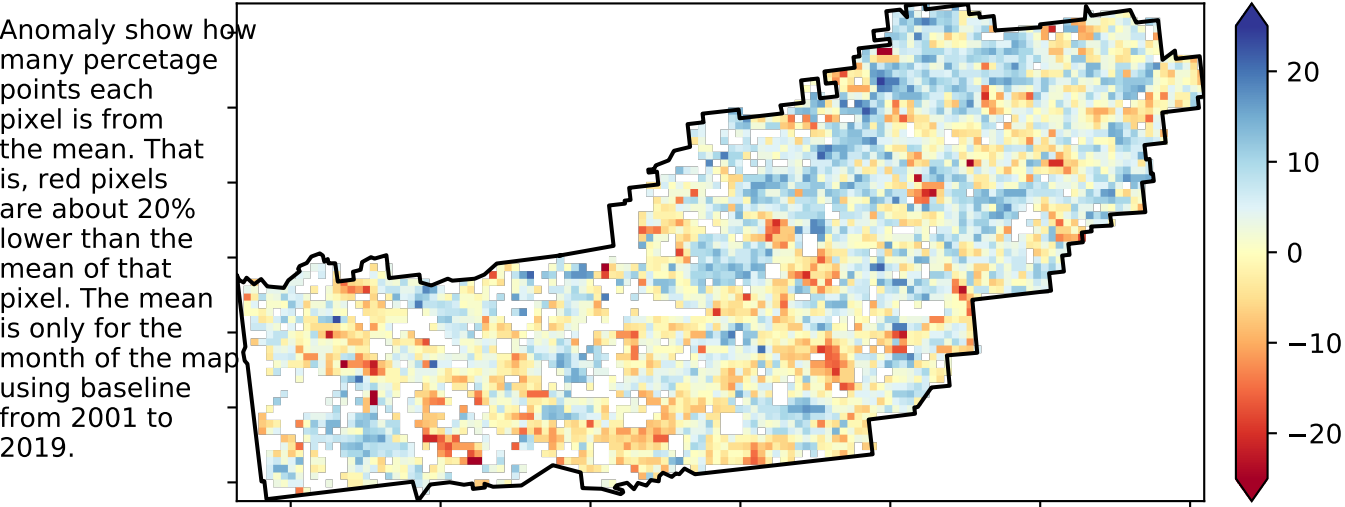 Anomaly show how
many percetage
points each
pixel is from
the mean. That
is, red pixels
are about 20%
lower than the
mean of that
pixel. The mean
is only for the
month of the map
using baseline
from 2001 to
2019.
20
10
0
−10
−20